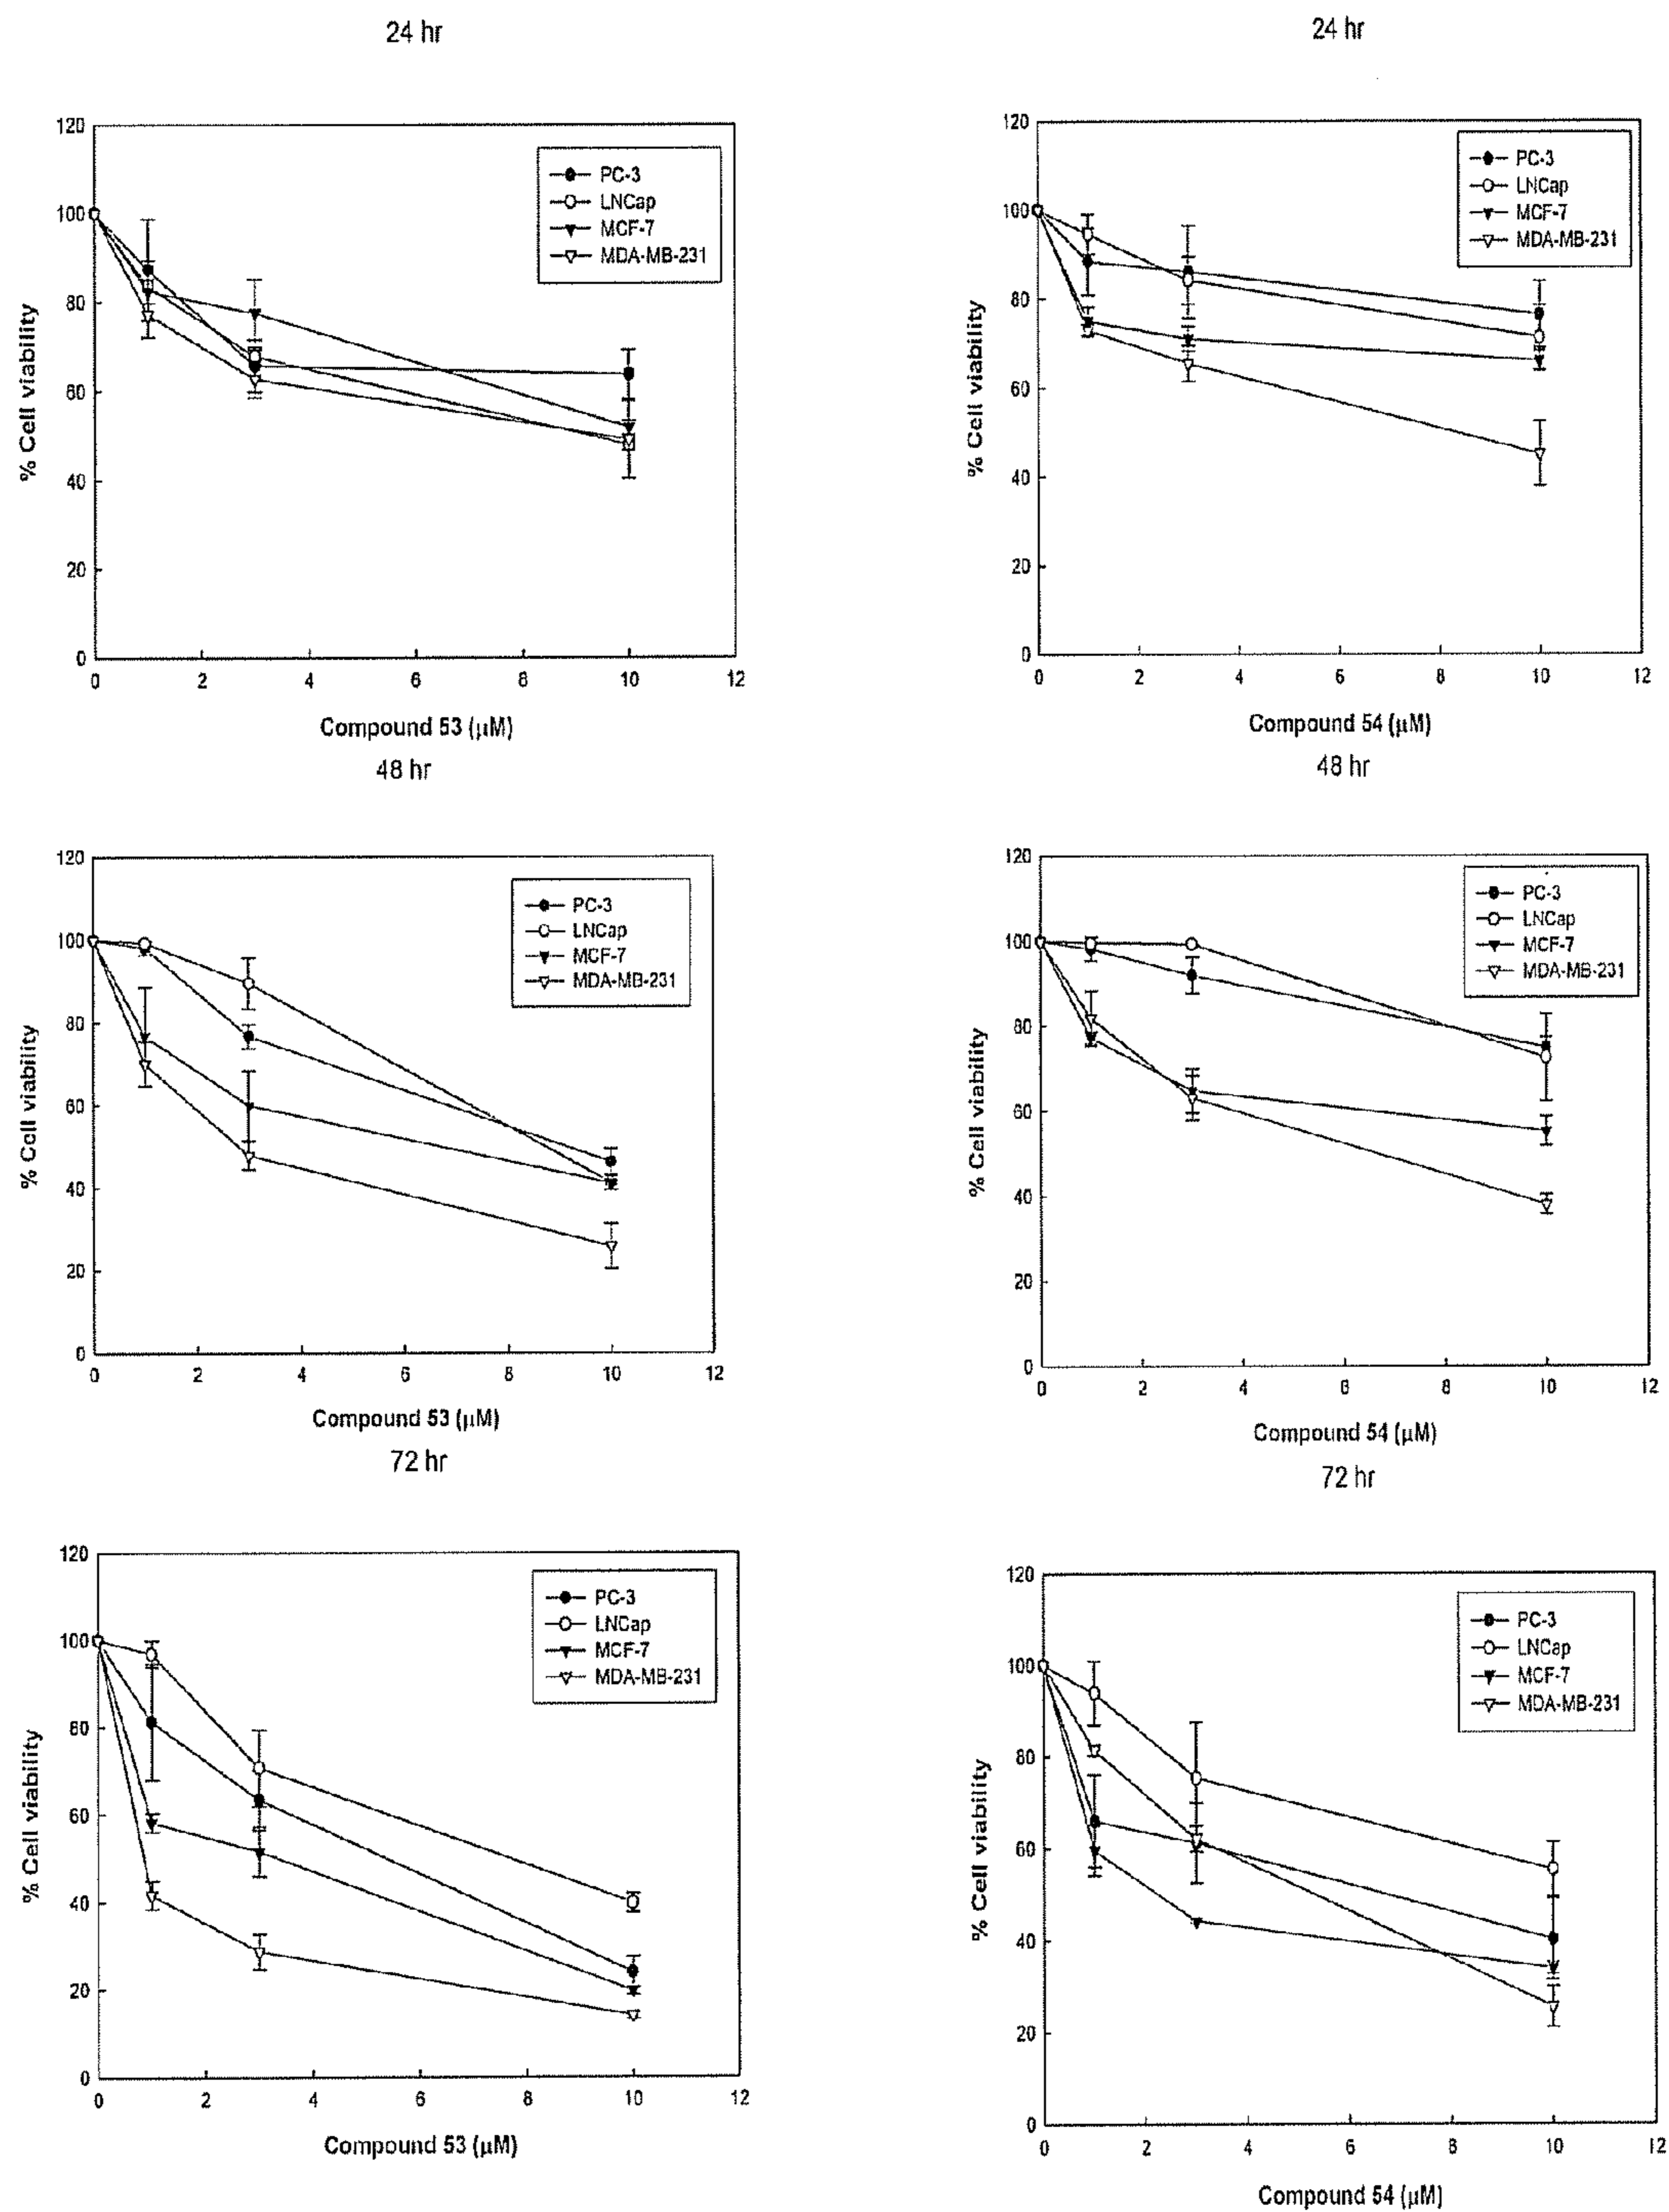 24 hr
120
100
80
60
40
20
0
% Cell viability
PC-3
LNCap
MCF-7
MDA-MB-231
0 2 4 6 8 10 12
Compound 53 (μM)
24 hr
120
100
80
60
40
20
0
% Cell viability
PC-3
LNCap
MCF-7
MDA-MB-231
0 2 4 6 8 10 12
Compound 54 (μM)
48 hr
120
100
80
60
40
20
0
% Cell viability
PC-3
LNCap
MCF-7
MDA-MB-231
0 2 4 6 8 10 12
Compound 53 (μM)
48 hr
120
100
80
60
40
20
0
% Cell viability
PC-3
LNCap
MCF-7
MDA-MB-231
0 2 4 6 8 10 12
Compound 54 (μM)
72 hr
120
100
80
60
40
20
0
% Cell viability
PC-3
LNCap
MCF-7
MDA-MB-231
0 2 4 6 8 10 12
Compound 53 (μM)
72 hr
120
100
80
60
40
20
0
% Cell viability
PC-3
LNCap
MCF-7
MDA-MB-231
0 2 4 6 8 10 12
Compound 54 (μM)